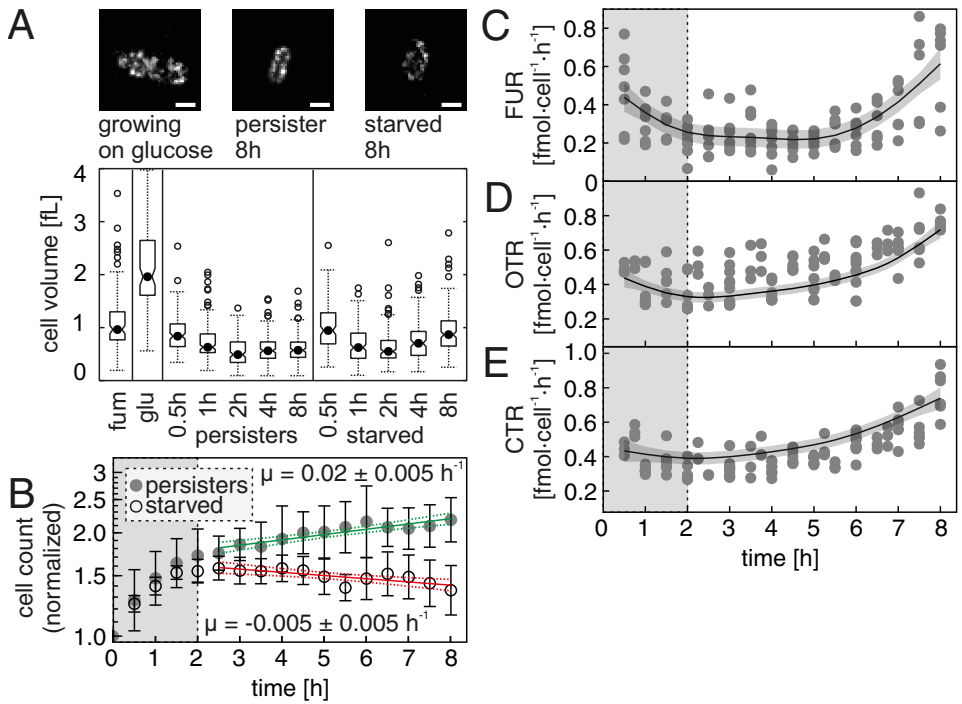 A
growing
on glucose
persister
8h
starved
8h
cell volume [fL]
4
3
2
1
0
fum
glu
0.5h
1h
2h
4h
8h
persisters
0.5h
1h
2h
4h
8h
starved
B
cell count
(normalized)
3.0
2.5
2.0
1.5
1.0
persisters
starved
μ = 0.02 ± 0.005 h-1
μ = -0.005 ± 0.005 h-1
0 1 2 3 4 5 6 7 8
time [h]
C
FUR
[fmol·cell-1·h-1]
0.8
0.6
0.4
0.2
0
D
OTR
[fmol·cell-1·h-1]
0.8
0.6
0.4
0.2
E
CTR
[fmol·cell-1·h-1]
1.0
0.8
0.6
0.4
0.2
0 1 2 3 4 5 6 7 8
time [h]